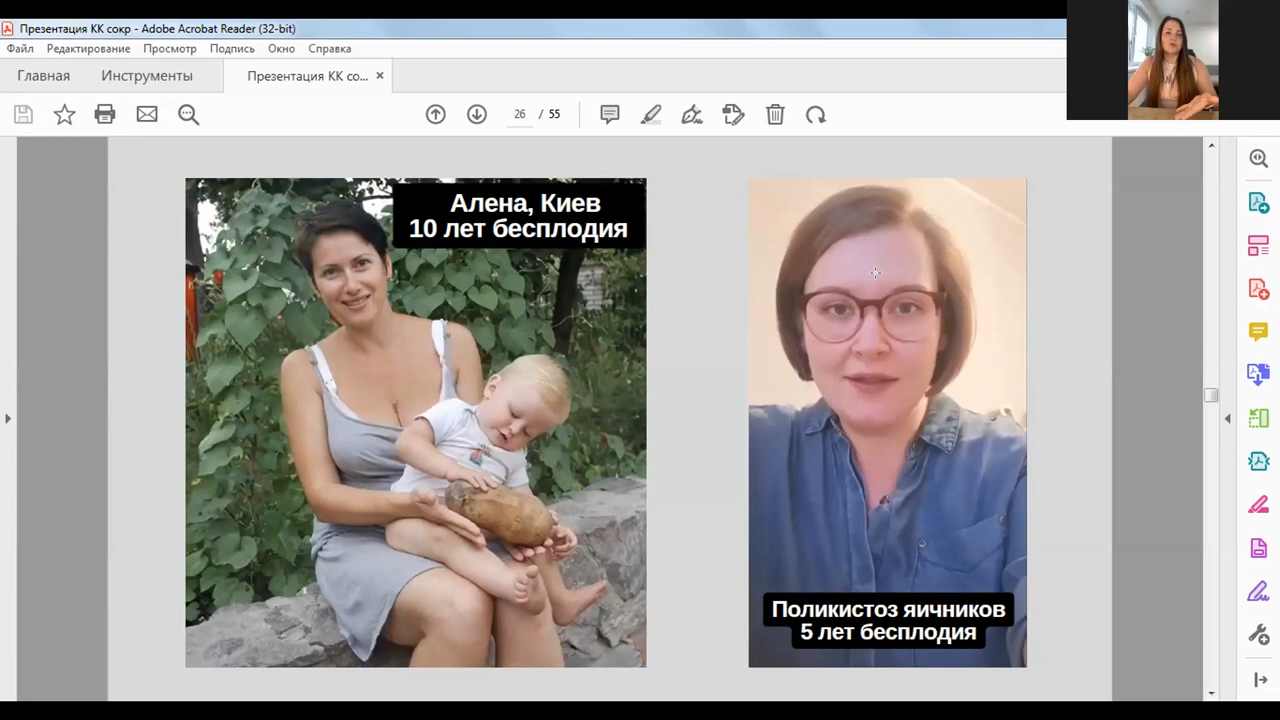 Презентация КК сокр - Adobe Acrobat Reader (32-bit)
Файл Редактирование Просмотр Подпись Окно Справка
Главная Инструменты Презентация КК со... ×
26 / 55
Алена, Киев
10 лет бесплодия
Поликистоз яичников
5 лет бесплодия